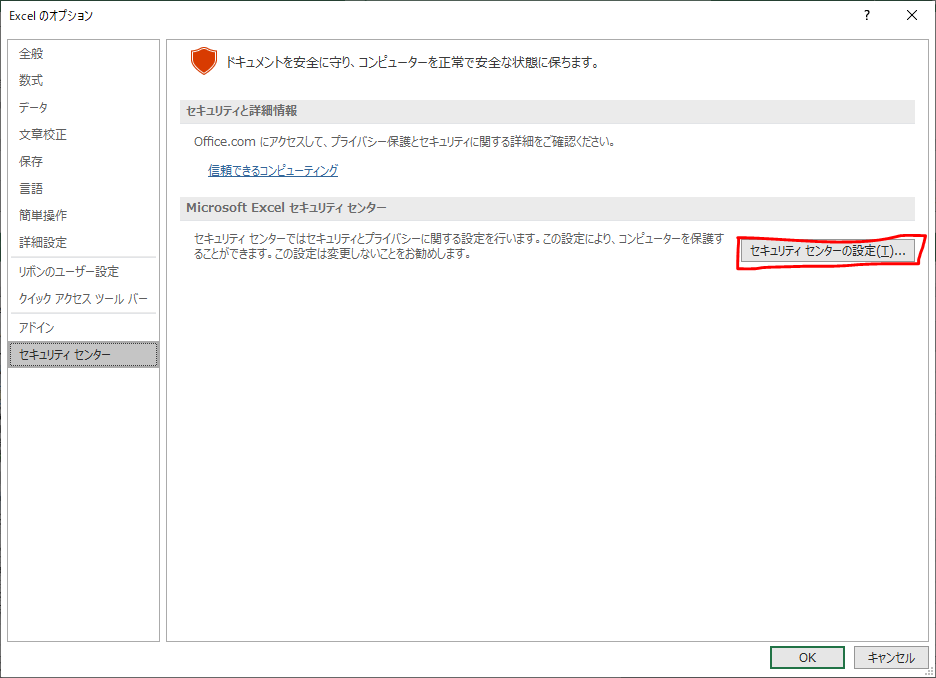 Excel のオプション
?
全般
数式
データ
文章校正
保存
言語
簡単操作
詳細設定
リボンのユーザー設定
クイック アクセス ツール バー
アドイン
セキュリティ センター
ドキュメントを安全に守り、コンピューターを正常で安全な状態に保ちます。
セキュリティと詳細情報
Office.com にアクセスして、プライバシー保護とセキュリティに関する詳細をご確認ください。
信頼できるコンピューティング
Microsoft Excel セキュリティ センター
セキュリティ センターではセキュリティとプライバシーに関する設定を行います。この設定により、コンピューターを保護す
ることができます。この設定は変更しないことをお勧めします。
セキュリティ センターの設定(T)...
OK
キャンセル